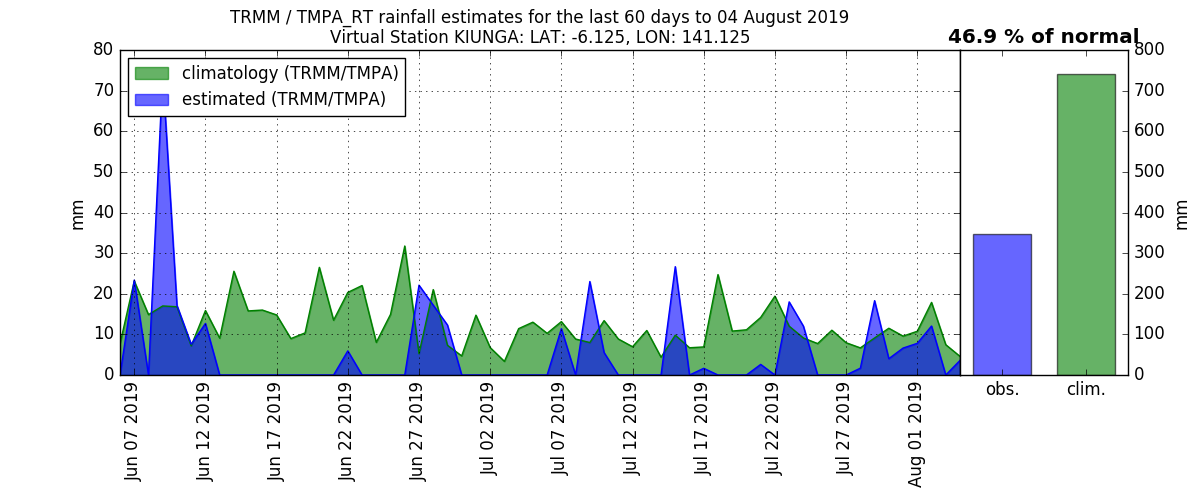 TRMM / TMPA_RT rainfall estimates for the last 60 days to 04 August 2019
Virtual Station KIUNGA: LAT: -6.125, LON: 141.125
46.9 % of normal
climatology (TRMM/TMPA)
estimated (TRMM/TMPA)
80
70
60
50
40
30
20
10
0
mm
Jun 07 2019
Jun 12 2019
Jun 17 2019
Jun 22 2019
Jun 27 2019
Jul 02 2019
Jul 07 2019
Jul 12 2019
Jul 17 2019
Jul 22 2019
Jul 27 2019
Aug 01 2019
obs.
clim.
800
700
600
500
400
300
200
100
0
mm